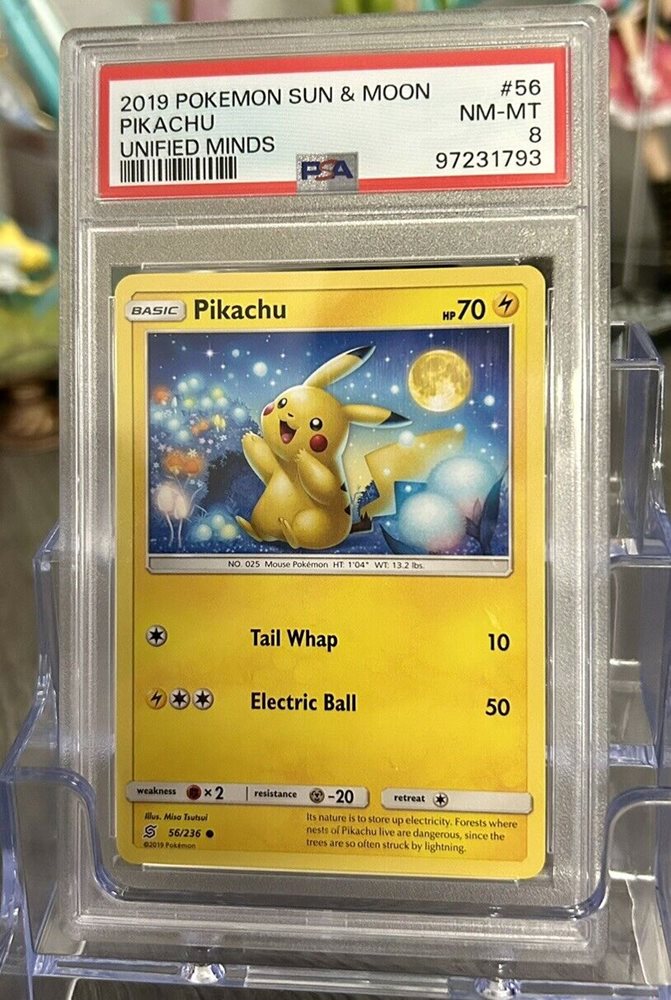 2019 POKEMON SUN & MOON #56
PIKACHU NM-MT
UNIFIED MINDS 8
PSA 97231793
BASIC Pikachu HP 70
NO. 025 Mouse Pokémon HT: 1'04" WT: 13.2 lbs.
Tail Whap 10
Electric Ball 50
weakness ×2 resistance -20 retreat
Illus. Misa Tsutsui
56/236
©2019 Pokémon
Its nature is to store up electricity. Forests where
nests of Pikachu live are dangerous, since the
trees are so often struck by lightning.